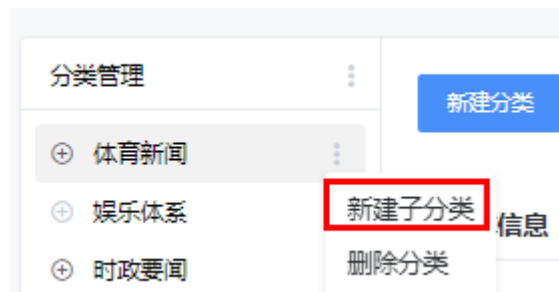 分类管理
新建分类
体育新闻
娱乐体系
新建子分类
信息
时政要闻
删除分类